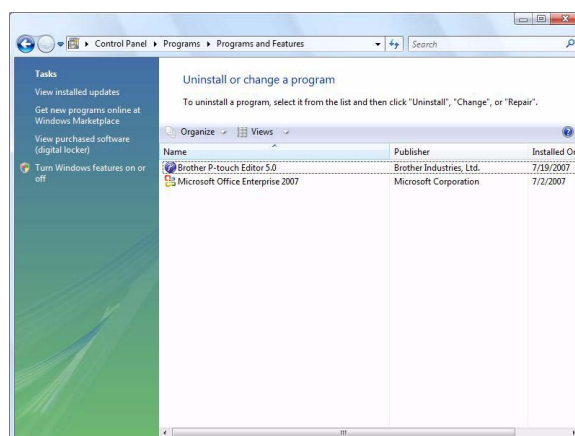 Control Panel Programs Programs and Features Search
Tasks
View installed updates
Get new programs online at
Windows Marketplace
View purchased software
(digital locker)
Turn Windows features on or
off
Uninstall or change a program
To uninstall a program, select it from the list and then click "Uninstall", "Change", or "Repair".
Organize Views
Name Publisher Installed O
Brother P-touch Editor 5.0 Brother Industries, Ltd. 7/19/2007
Microsoft Office Enterprise 2007 Microsoft Corporation 7/2/2007